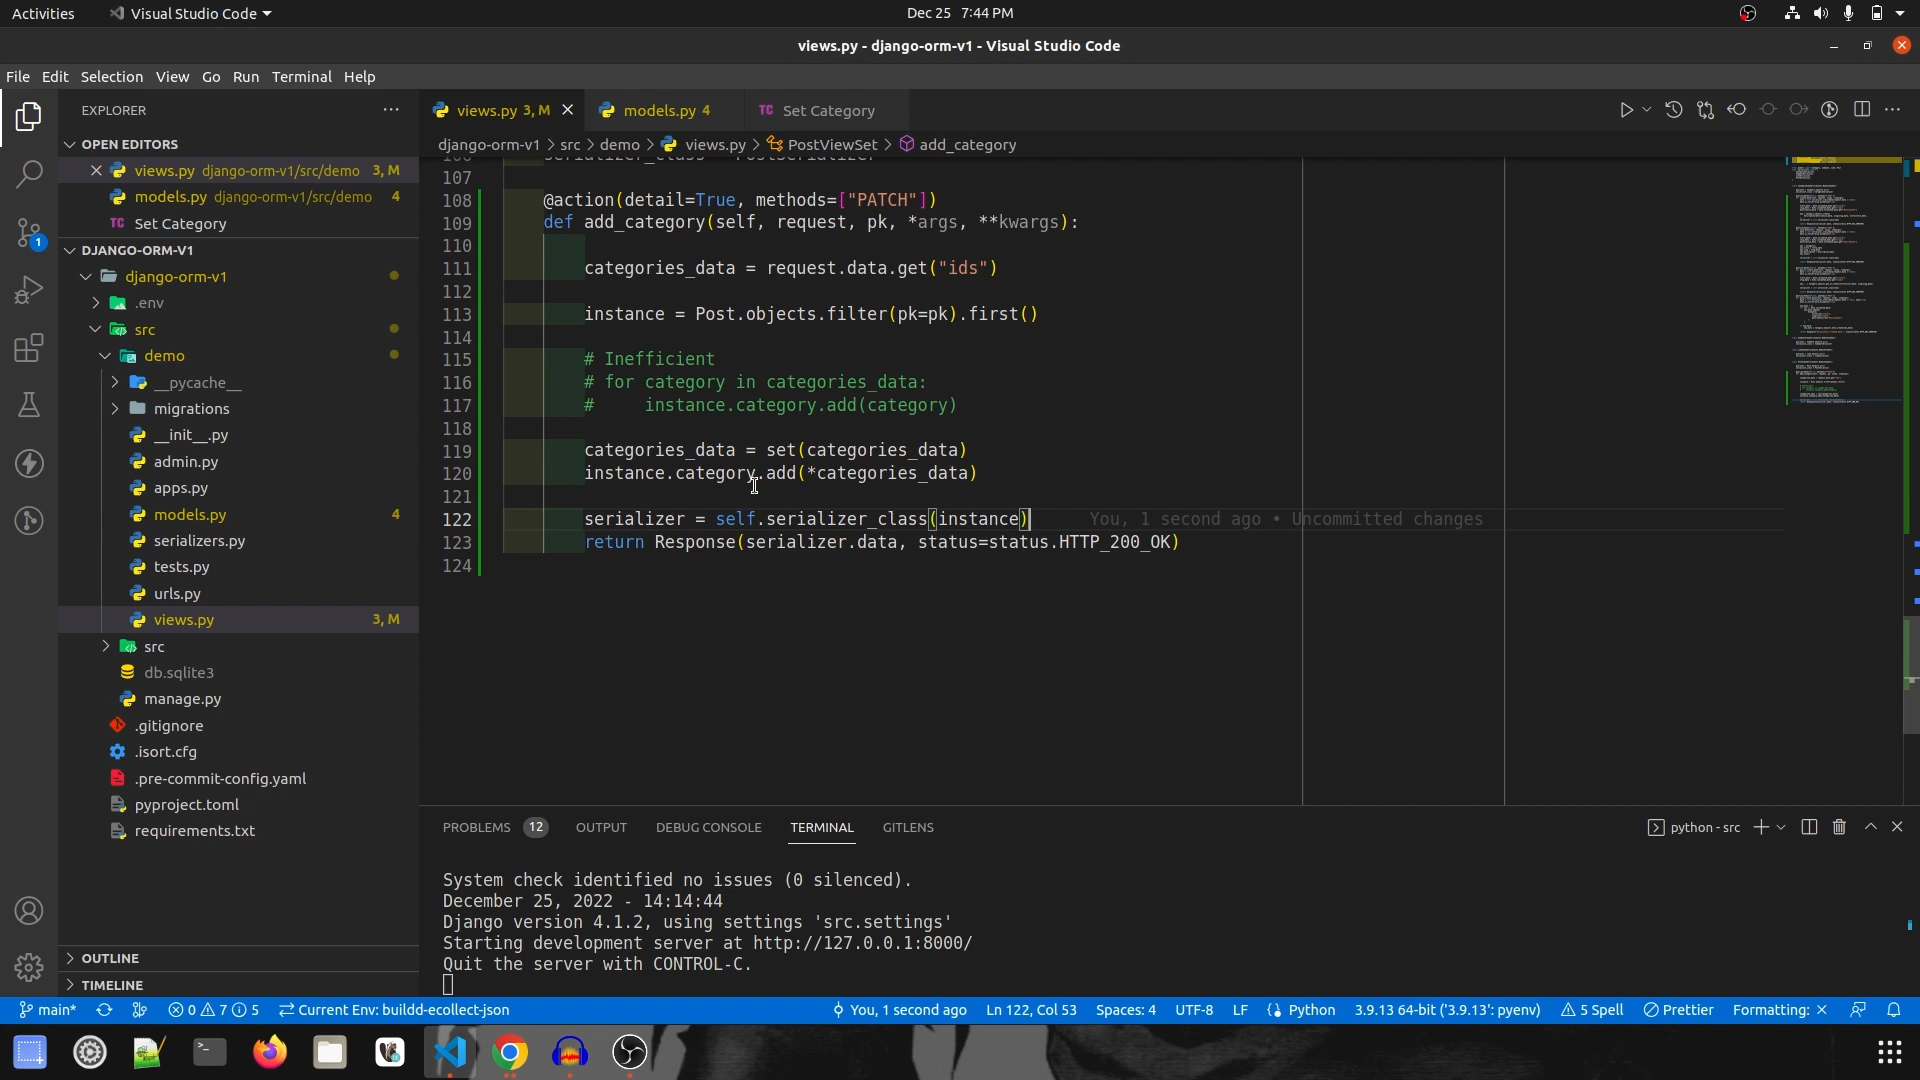 Activities
Visual Studio Code
Dec 25 7:44 PM
views.py - django-orm-v1 - Visual Studio Code
File Edit Selection View Go Run Terminal Help
EXPLORER
OPEN EDITORS
views.py django-orm-v1/src/demo 3, M
models.py django-orm-v1/src/demo 4
TC Set Category
DJANGO-ORM-V1
django-orm-v1
.env
src
demo
__pycache__
migrations
__init__.py
admin.py
apps.py
models.py 4
serializers.py
tests.py
urls.py
views.py 3, M
src
db.sqlite3
manage.py
.gitignore
.isort.cfg
.pre-commit-config.yaml
pyproject.toml
requirements.txt
OUTLINE
TIMELINE
1
views.py 3, M
models.py 4
TC Set Category
django-orm-v1 > src > demo > views.py > PostViewSet > add_category
106 serializer_class = PostSerializer
107
108 @action(detail=True, methods=["PATCH"])
109 def add_category(self, request, pk, *args, **kwargs):
110
111 categories_data = request.data.get("ids")
112
113 instance = Post.objects.filter(pk=pk).first()
114
115 # Inefficient
116 # for category in categories_data:
117 #     instance.category.add(category)
118
119 categories_data = set(categories_data)
120 instance.category.add(*categories_data)
121
122 serializer = self.serializer_class(instance) You, 1 second ago • Uncommitted changes
123 return Response(serializer.data, status=status.HTTP_200_OK)
124
PROBLEMS 12 OUTPUT DEBUG CONSOLE TERMINAL GITLENS
python - src
System check identified no issues (0 silenced).
December 25, 2022 - 14:14:44
Django version 4.1.2, using settings 'src.settings'
Starting development server at http://127.0.0.1:8000/
Quit the server with CONTROL-C.
main* 0 7 5 Current Env: buildd-ecollect-json You, 1 second ago Ln 122, Col 53 Spaces: 4 UTF-8 LF Python 3.9.13 64-bit ('3.9.13': pyenv) 5 Spell Prettier Formatting: ×